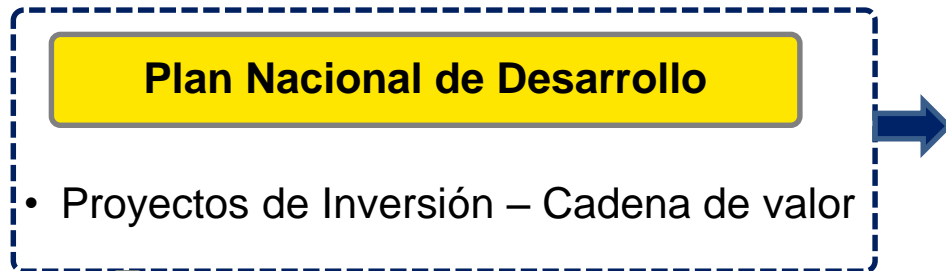 Plan Nacional de Desarrollo
• Proyectos de Inversión – Cadena de valor